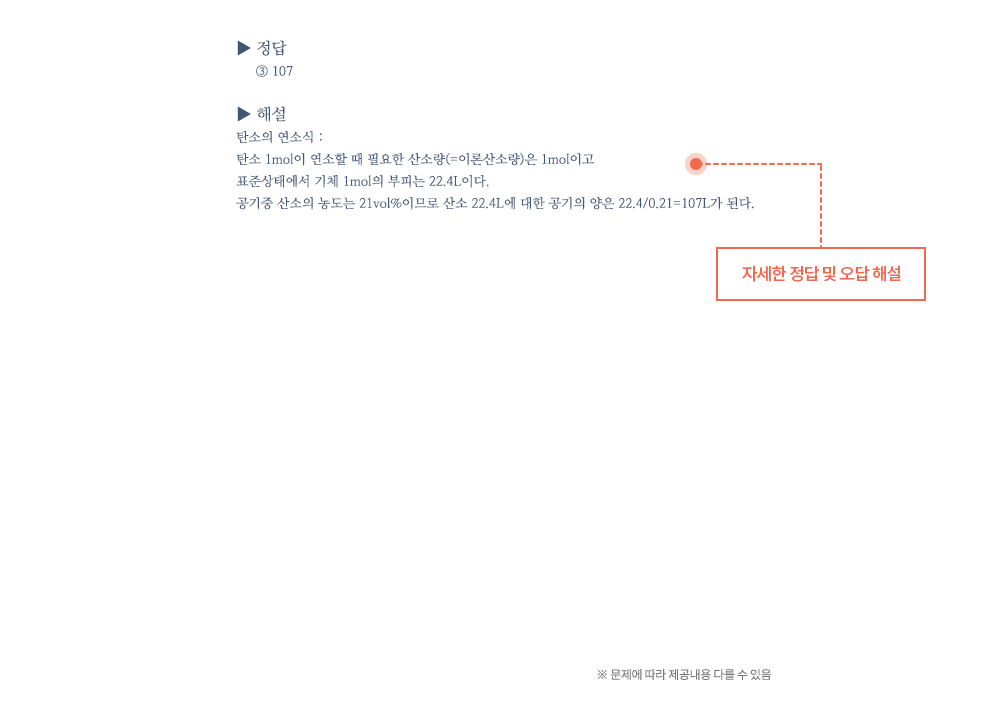 ▶ 정답
③ 107
▶ 해설
탄소의 연소식 :
탄소 1mol이 연소할 때 필요한 산소량(=이론산소량)은 1mol이고
표준상태에서 기체 1mol의 부피는 22.4L이다.
공기중 산소의 농도는 21vol%이므로 산소 22.4L에 대한 공기의 양은 22.4/0.21=107L가 된다.
자세한 정답 및 오답 해설
※ 문제에 따라 제공내용 다를 수 있음